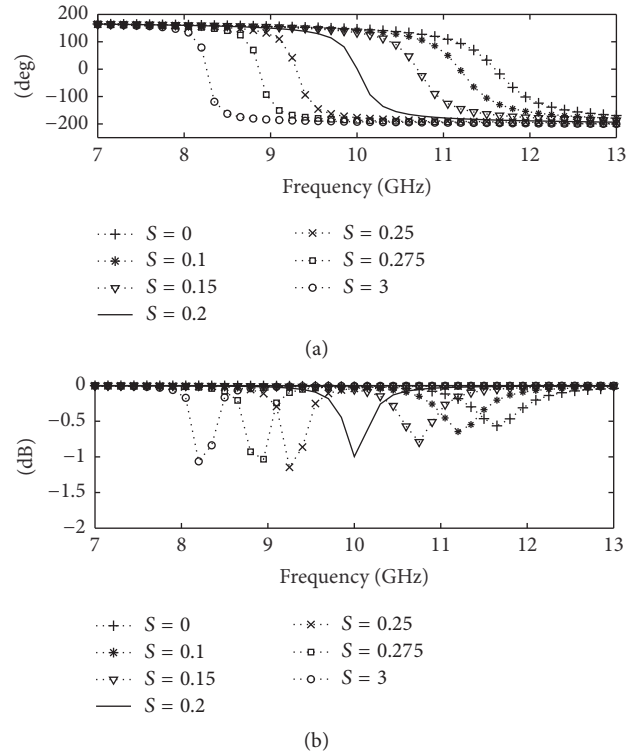 200
100
0
−100
−200
(deg)
7 8 9 10 11 12 13
Frequency (GHz)
S = 0
S = 0.1
S = 0.15
S = 0.2
S = 0.25
S = 0.275
S = 3
(a)
0
−0.5
−1
−1.5
−2
(dB)
7 8 9 10 11 12 13
Frequency (GHz)
S = 0
S = 0.1
S = 0.15
S = 0.2
S = 0.25
S = 0.275
S = 3
(b)